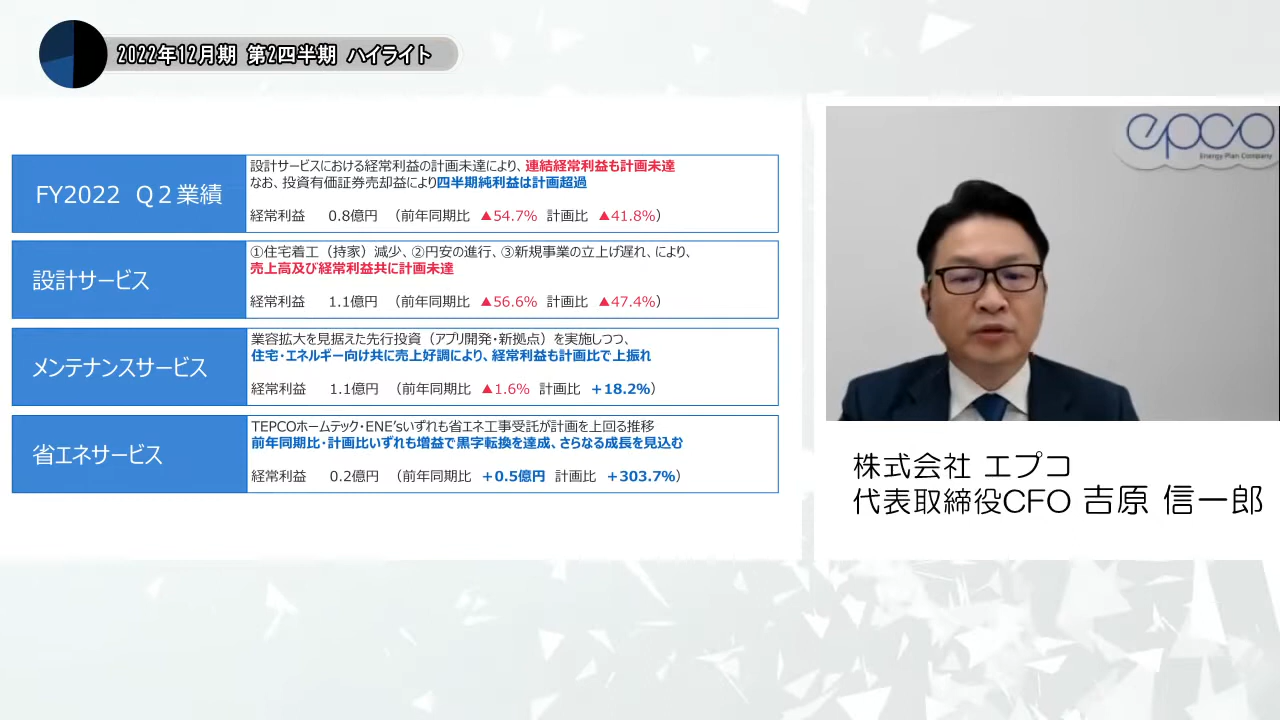 2022年12月期 第2四半期 ハイライト
FY2022 Q2業績
設計サービスにおける経常利益の計画未達により、連結経常利益も計画未達
なお、投資有価証券売却益により四半期純利益は計画超過
経常利益 0.8億円 （前年同期比 ▲54.7% 計画比 ▲41.8%）
設計サービス
①住宅着工（持家）減少、②円安の進行、③新規事業の立上げ遅れ、により、
売上高及び経常利益共に計画未達
経常利益 1.1億円 （前年同期比 ▲56.6% 計画比 ▲47.4%）
メンテナンスサービス
業容拡大を見据えた先行投資（アプリ開発・新拠点）を実施しつつ、
住宅・エネルギー向け共に売上好調により、経常利益も計画比で上振れ
経常利益 1.1億円 （前年同期比 ▲1.6% 計画比 ＋18.2%）
省エネサービス
TEPCOホームテック・ENE'sいずれも省エネ工事受託が計画を上回る推移
前年同期比・計画比いずれも増益で黒字転換を達成、さらなる成長を見込む
経常利益 0.2億円 （前年同期比 ＋0.5億円 計画比 ＋303.7%）
epco
Energy Plan Company
株式会社 エプコ
代表取締役CFO 吉原 信一郎